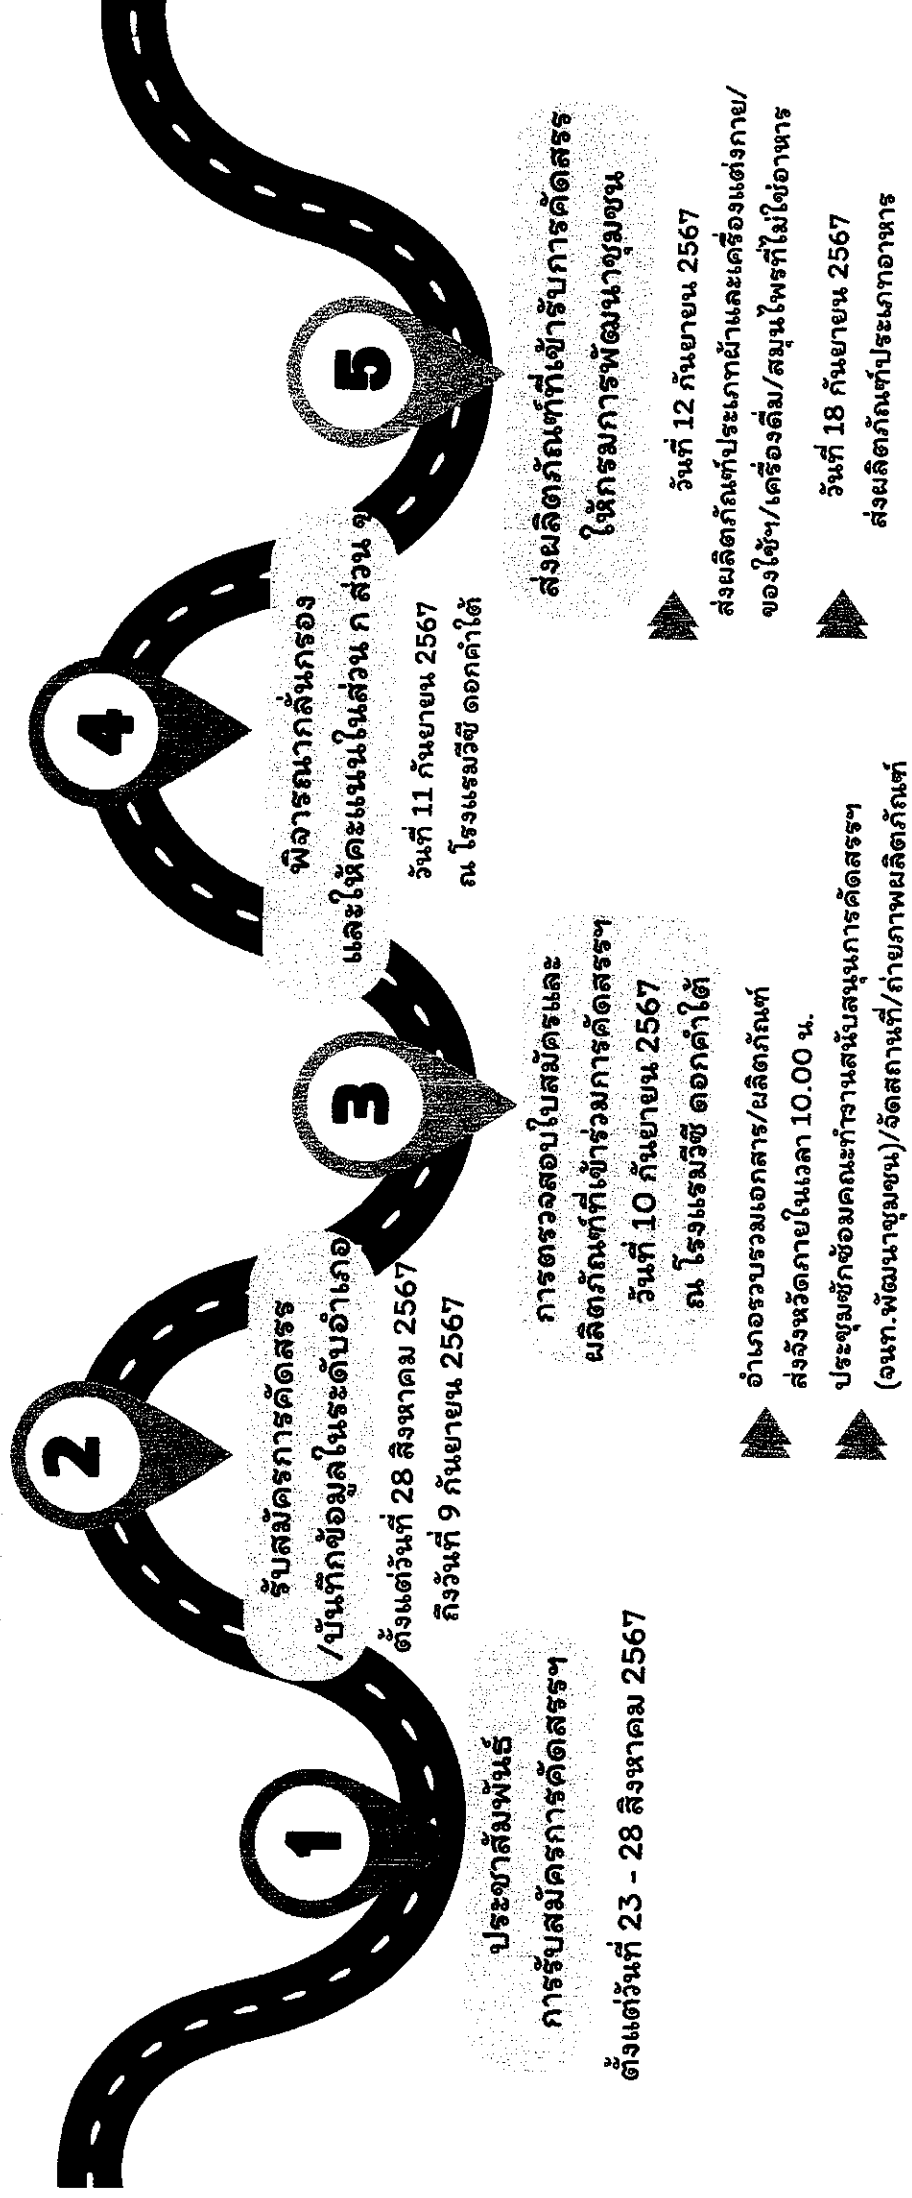 1
ประชาสัมพันธ์
การรับสมัครการคัดสรรฯ
ตั้งแต่วันที่ 23 - 28 สิงหาคม 2567
2
รับสมัครการคัดสรร
/บันทึกข้อมูลในระดับอำเภอ
ตั้งแต่วันที่ 28 สิงหาคม 2567
ถึงวันที่ 9 กันยายน 2567
3
การตรวจสอบใบสมัครและ
ผลิตภัณฑ์ที่เข้าร่วมการคัดสรรฯ
วันที่ 10 กันยายน 2567
ณ โรงแรมวีซี ดอกคำใต้
อำเภอรวบรวมเอกสาร/ผลิตภัณฑ์
ส่งจังหวัดภายในเวลา 10.00 น.
ประชุมซักซ้อมคณะทำงานสนับสนุนการคัดสรรฯ
(จนท.พัฒนาชุมชน)/จัดสถานที่/ถ่ายภาพผลิตภัณฑ์
4
พิจารณากลั่นกรอง
และให้คะแนนในส่วน ก ส่วน ข
วันที่ 11 กันยายน 2567
ณ โรงแรมวีซี ดอกคำใต้
5
ส่งผลิตภัณฑ์ที่เข้ารับการคัดสรร
ให้กรมการพัฒนาชุมชน
วันที่ 12 กันยายน 2567
ส่งผลิตภัณฑ์ประเภทผ้าและเครื่องแต่งกาย/
ของใช้ฯ/เครื่องดื่ม/สมุนไพรที่ไม่ใช่อาหาร
วันที่ 18 กันยายน 2567
ส่งผลิตภัณฑ์ประเภทอาหาร